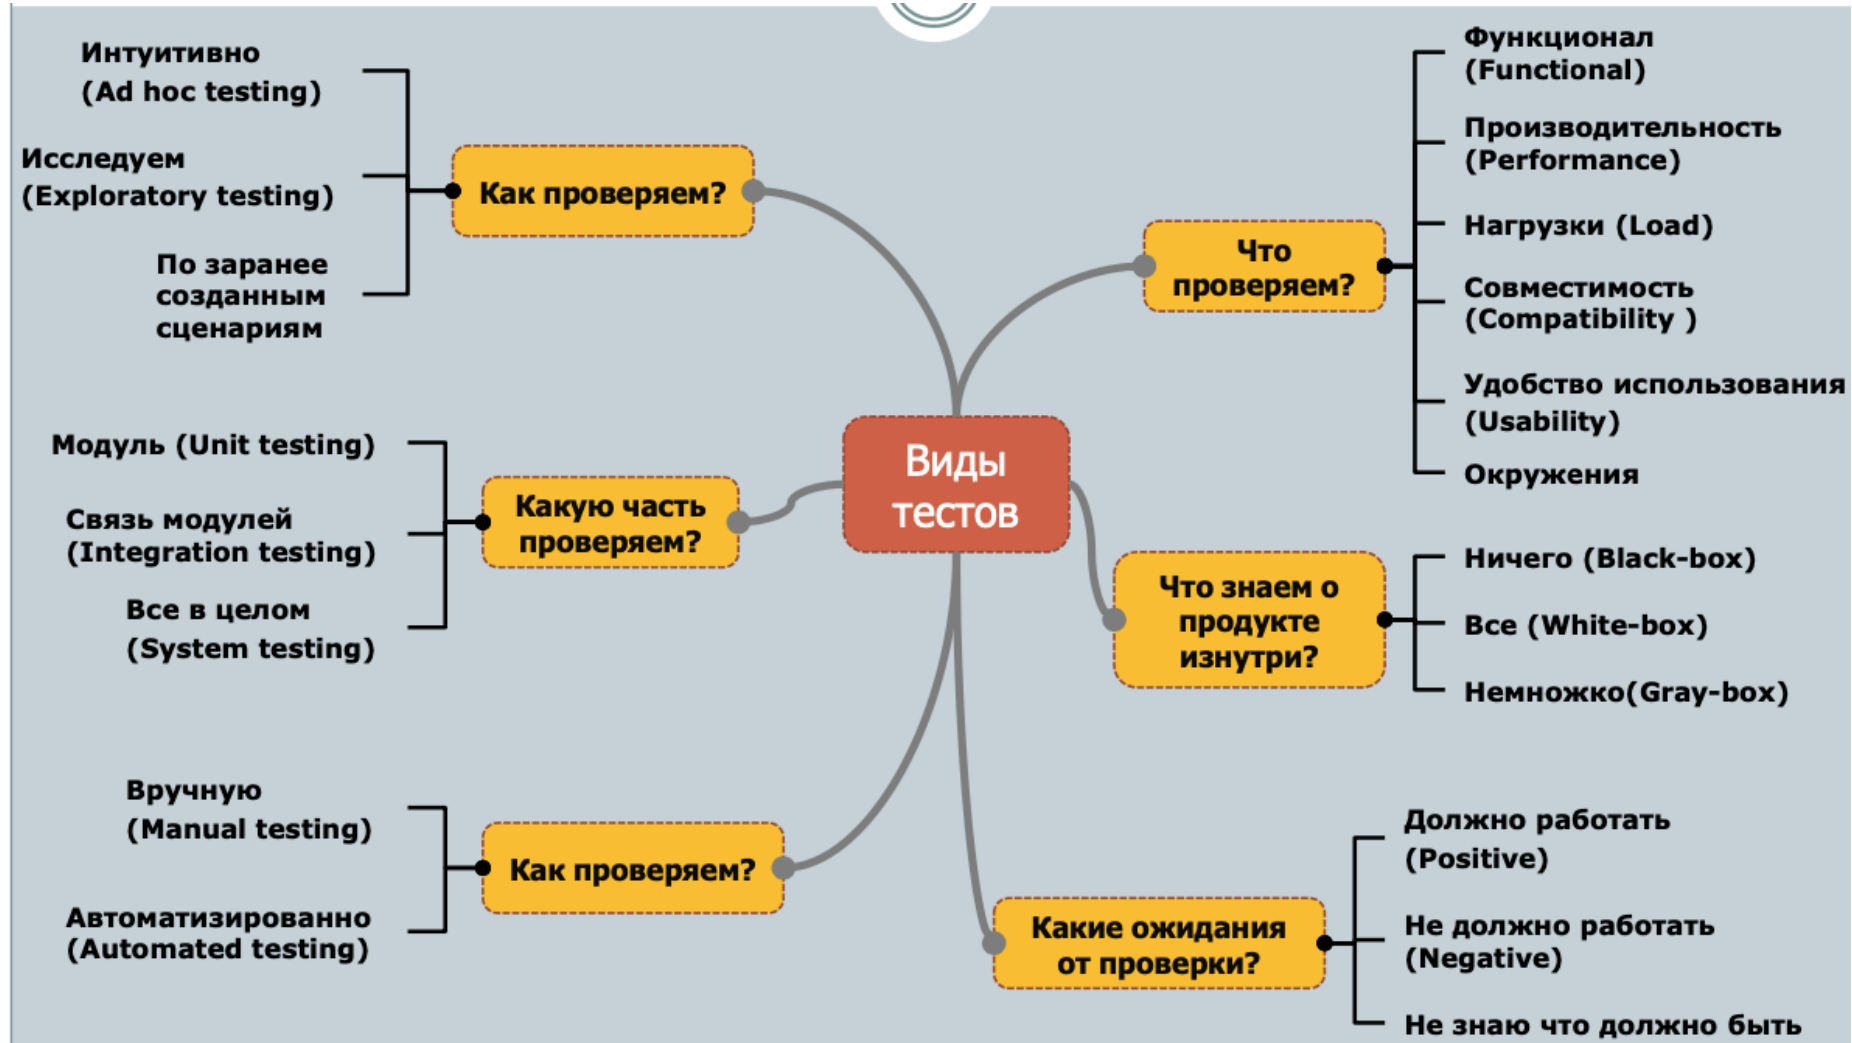 Интуитивно
(Ad hoc testing)
Исследуем
(Exploratory testing)
По заранее
созданным
сценариям
Как проверяем?
Модуль (Unit testing)
Связь модулей
(Integration testing)
Все в целом
(System testing)
Какую часть
проверяем?
Вручную
(Manual testing)
Автоматизированно
(Automated testing)
Как проверяем?
Виды
тестов
Что
проверяем?
Функционал
(Functional)
Производительность
(Performance)
Нагрузки (Load)
Совместимость
(Compatibility )
Удобство использования
(Usability)
Окружения
Что знаем о
продукте
изнутри?
Ничего (Black-box)
Все (White-box)
Немножко(Gray-box)
Какие ожидания
от проверки?
Должно работать
(Positive)
Не должно работать
(Negative)
Не знаю что должно быть